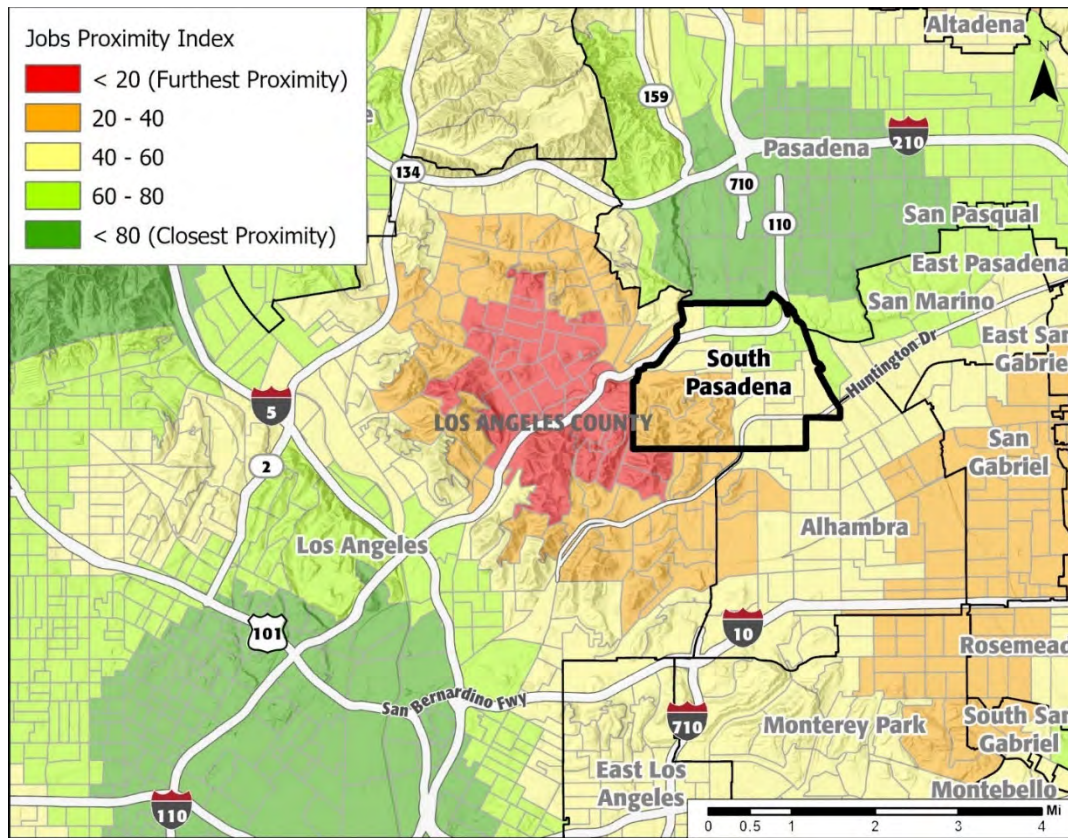 Jobs Proximity Index
< 20 (Furthest Proximity)
20 - 40
40 - 60
60 - 80
< 80 (Closest Proximity)
Altadena
N
159
Pasadena
210
134
710
110
San Pasqual
East Pasadena
San Marino
East San
Gabriel
Huntington Dr
South
Pasadena
LOS ANGELES COUNTY
5
2
San
Gabriel
Alhambra
Los Angeles
101
10
Rosemead
San Bernardino Fwy
710
Monterey Park
South San
Gabriel
East Los
Angeles
Montebello
110
Mi
0 0.5 1 2 3 4